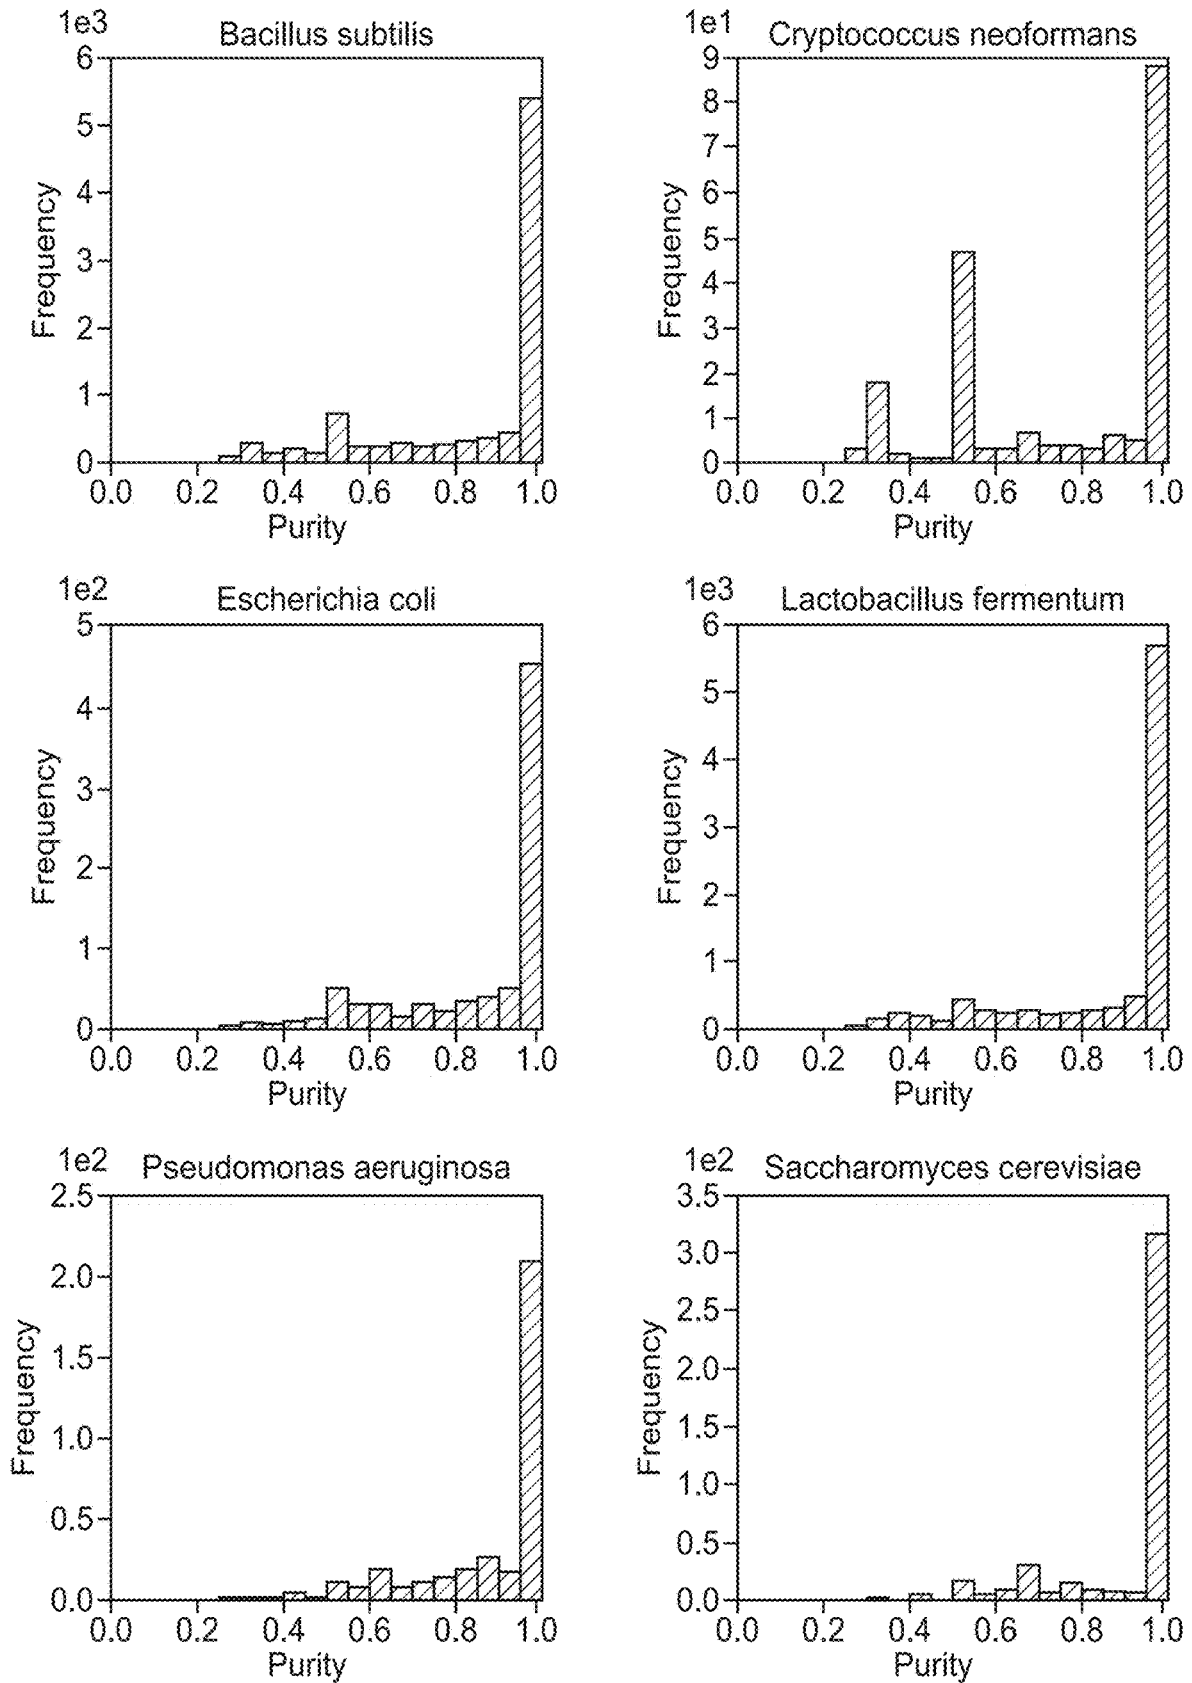 1e3 Bacillus subtilis
6
5
4
3
2
1
0
Frequency
0.0 0.2 0.4 0.6 0.8 1.0
Purity
1e1 Cryptococcus neoformans
9
8
7
6
5
4
3
2
1
0
Frequency
0.0 0.2 0.4 0.6 0.8 1.0
Purity
1e2 Escherichia coli
5
4
3
2
1
0
Frequency
0.0 0.2 0.4 0.6 0.8 1.0
Purity
1e3 Lactobacillus fermentum
6
5
4
3
2
1
0
Frequency
0.0 0.2 0.4 0.6 0.8 1.0
Purity
1e2 Pseudomonas aeruginosa
2.5
2.0
1.5
1.0
0.5
0.0
Frequency
0.0 0.2 0.4 0.6 0.8 1.0
Purity
1e2 Saccharomyces cerevisiae
3.5
3.0
2.5
2.0
1.5
1.0
0.5
0.0
Frequency
0.0 0.2 0.4 0.6 0.8 1.0
Purity